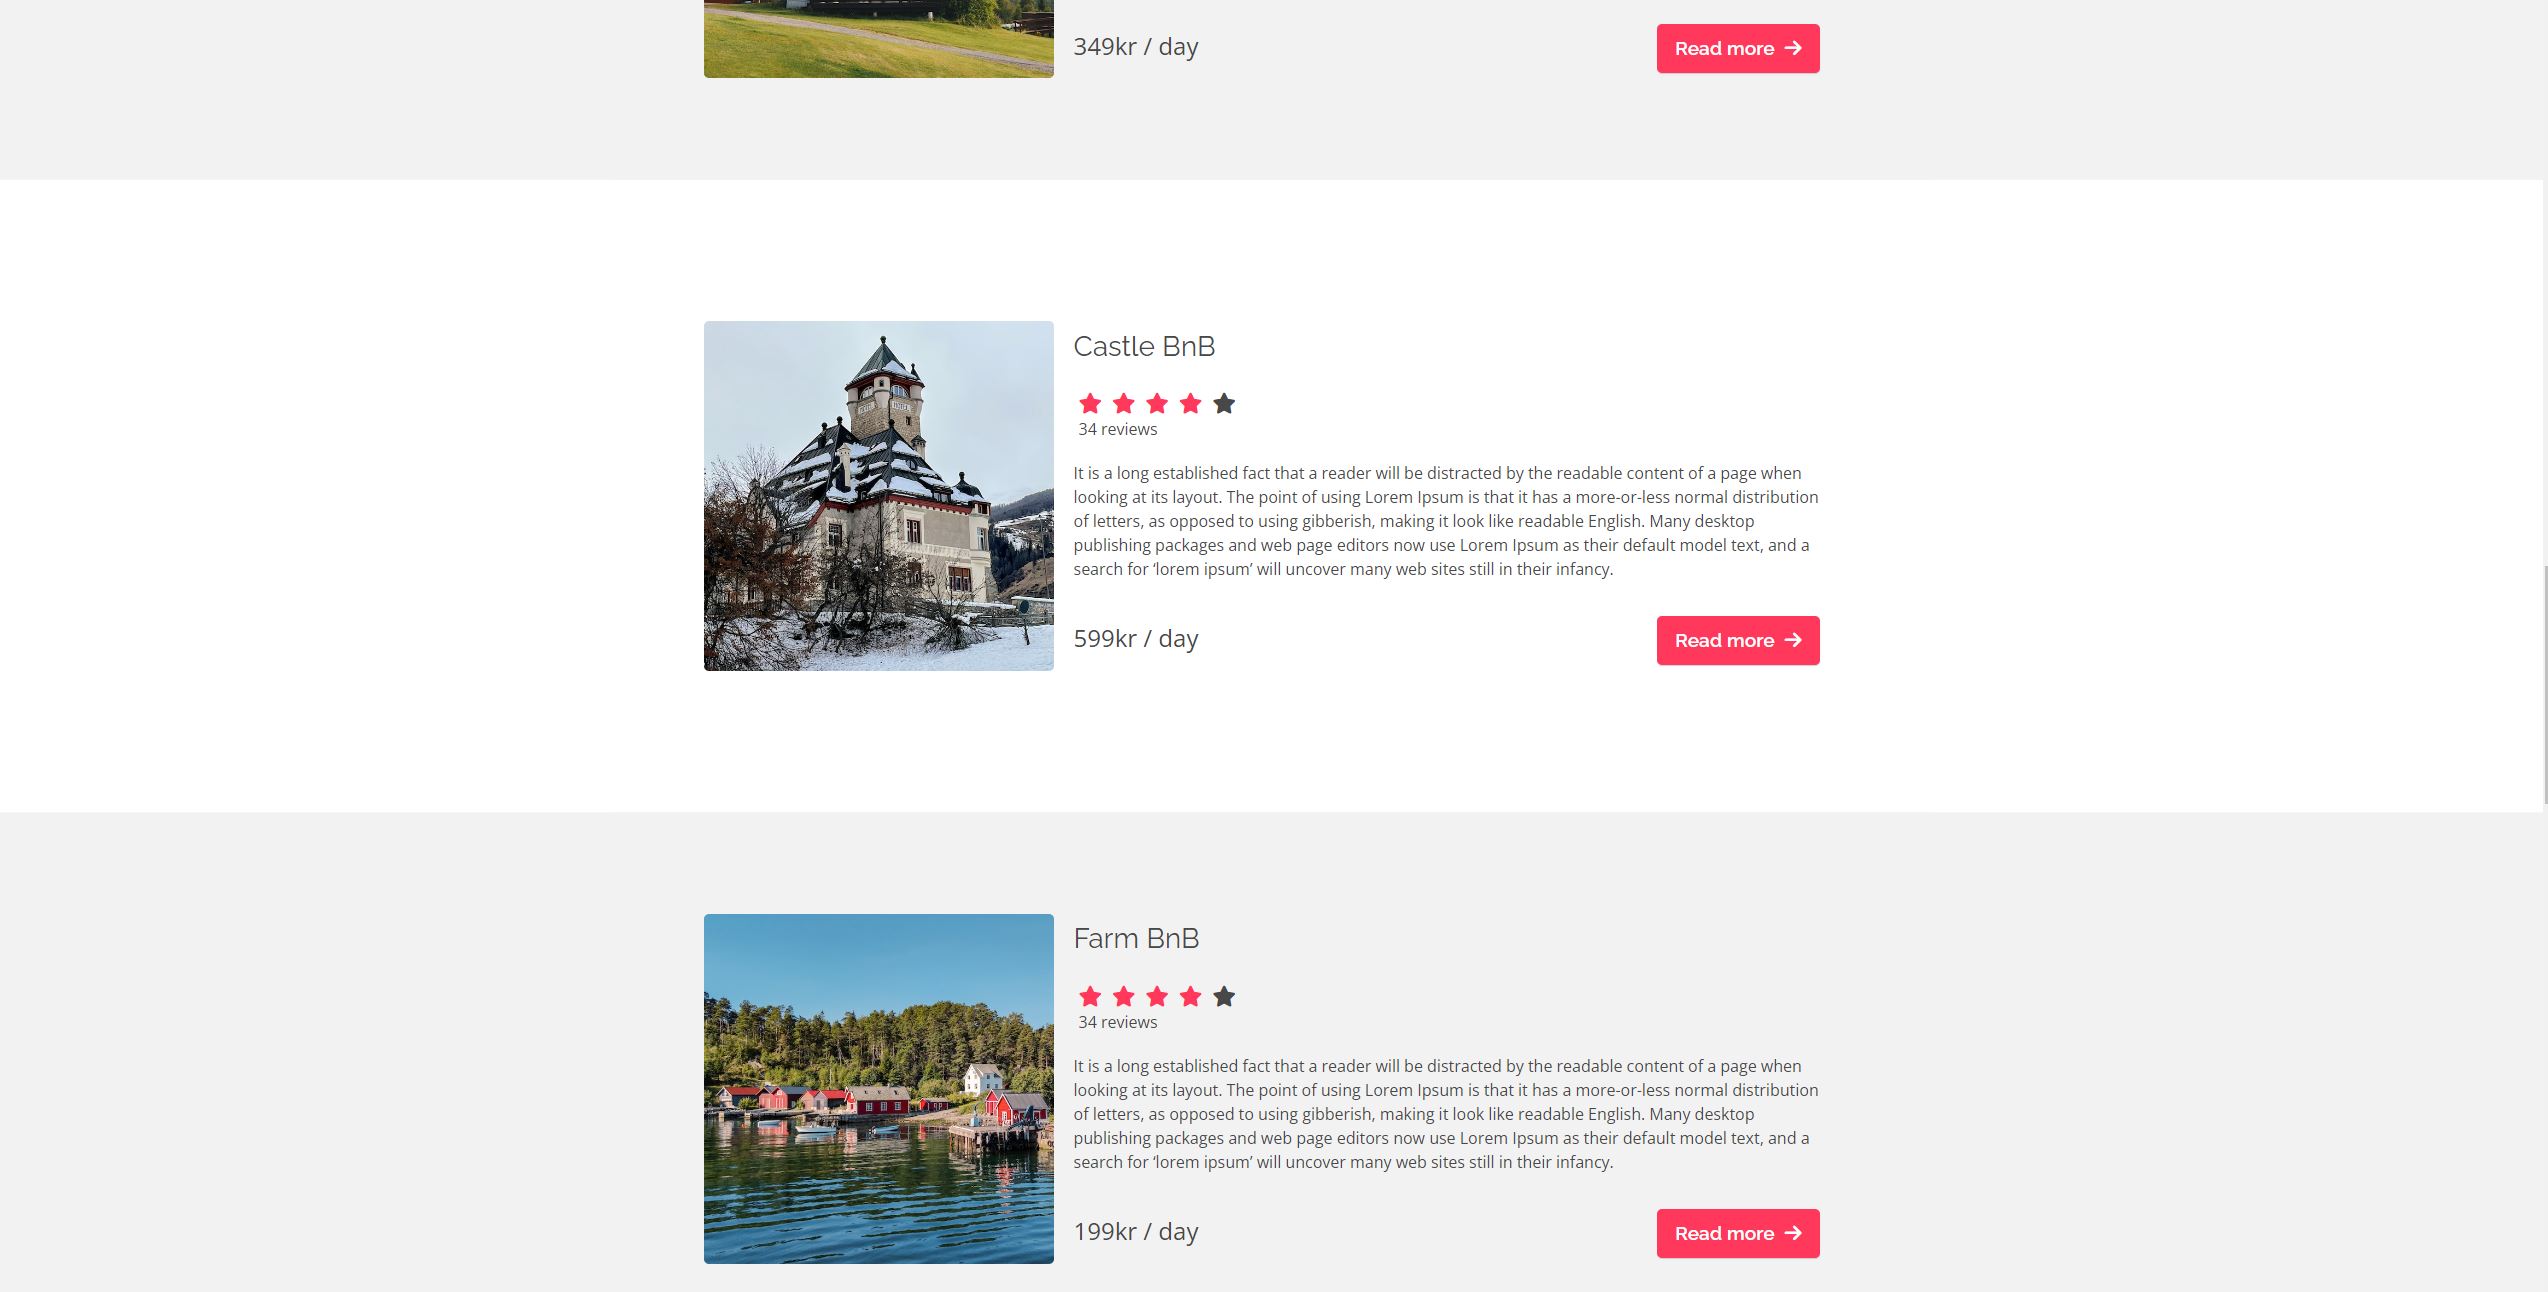 349kr / day
Read more
Castle BnB
34 reviews
It is a long established fact that a reader will be distracted by the readable content of a page when
looking at its layout. The point of using Lorem Ipsum is that it has a more-or-less normal distribution
of letters, as opposed to using gibberish, making it look like readable English. Many desktop
publishing packages and web page editors now use Lorem Ipsum as their default model text, and a
search for ‘lorem ipsum’ will uncover many web sites still in their infancy.
599kr / day
Read more
Farm BnB
34 reviews
It is a long established fact that a reader will be distracted by the readable content of a page when
looking at its layout. The point of using Lorem Ipsum is that it has a more-or-less normal distribution
of letters, as opposed to using gibberish, making it look like readable English. Many desktop
publishing packages and web page editors now use Lorem Ipsum as their default model text, and a
search for ‘lorem ipsum’ will uncover many web sites still in their infancy.
199kr / day
Read more